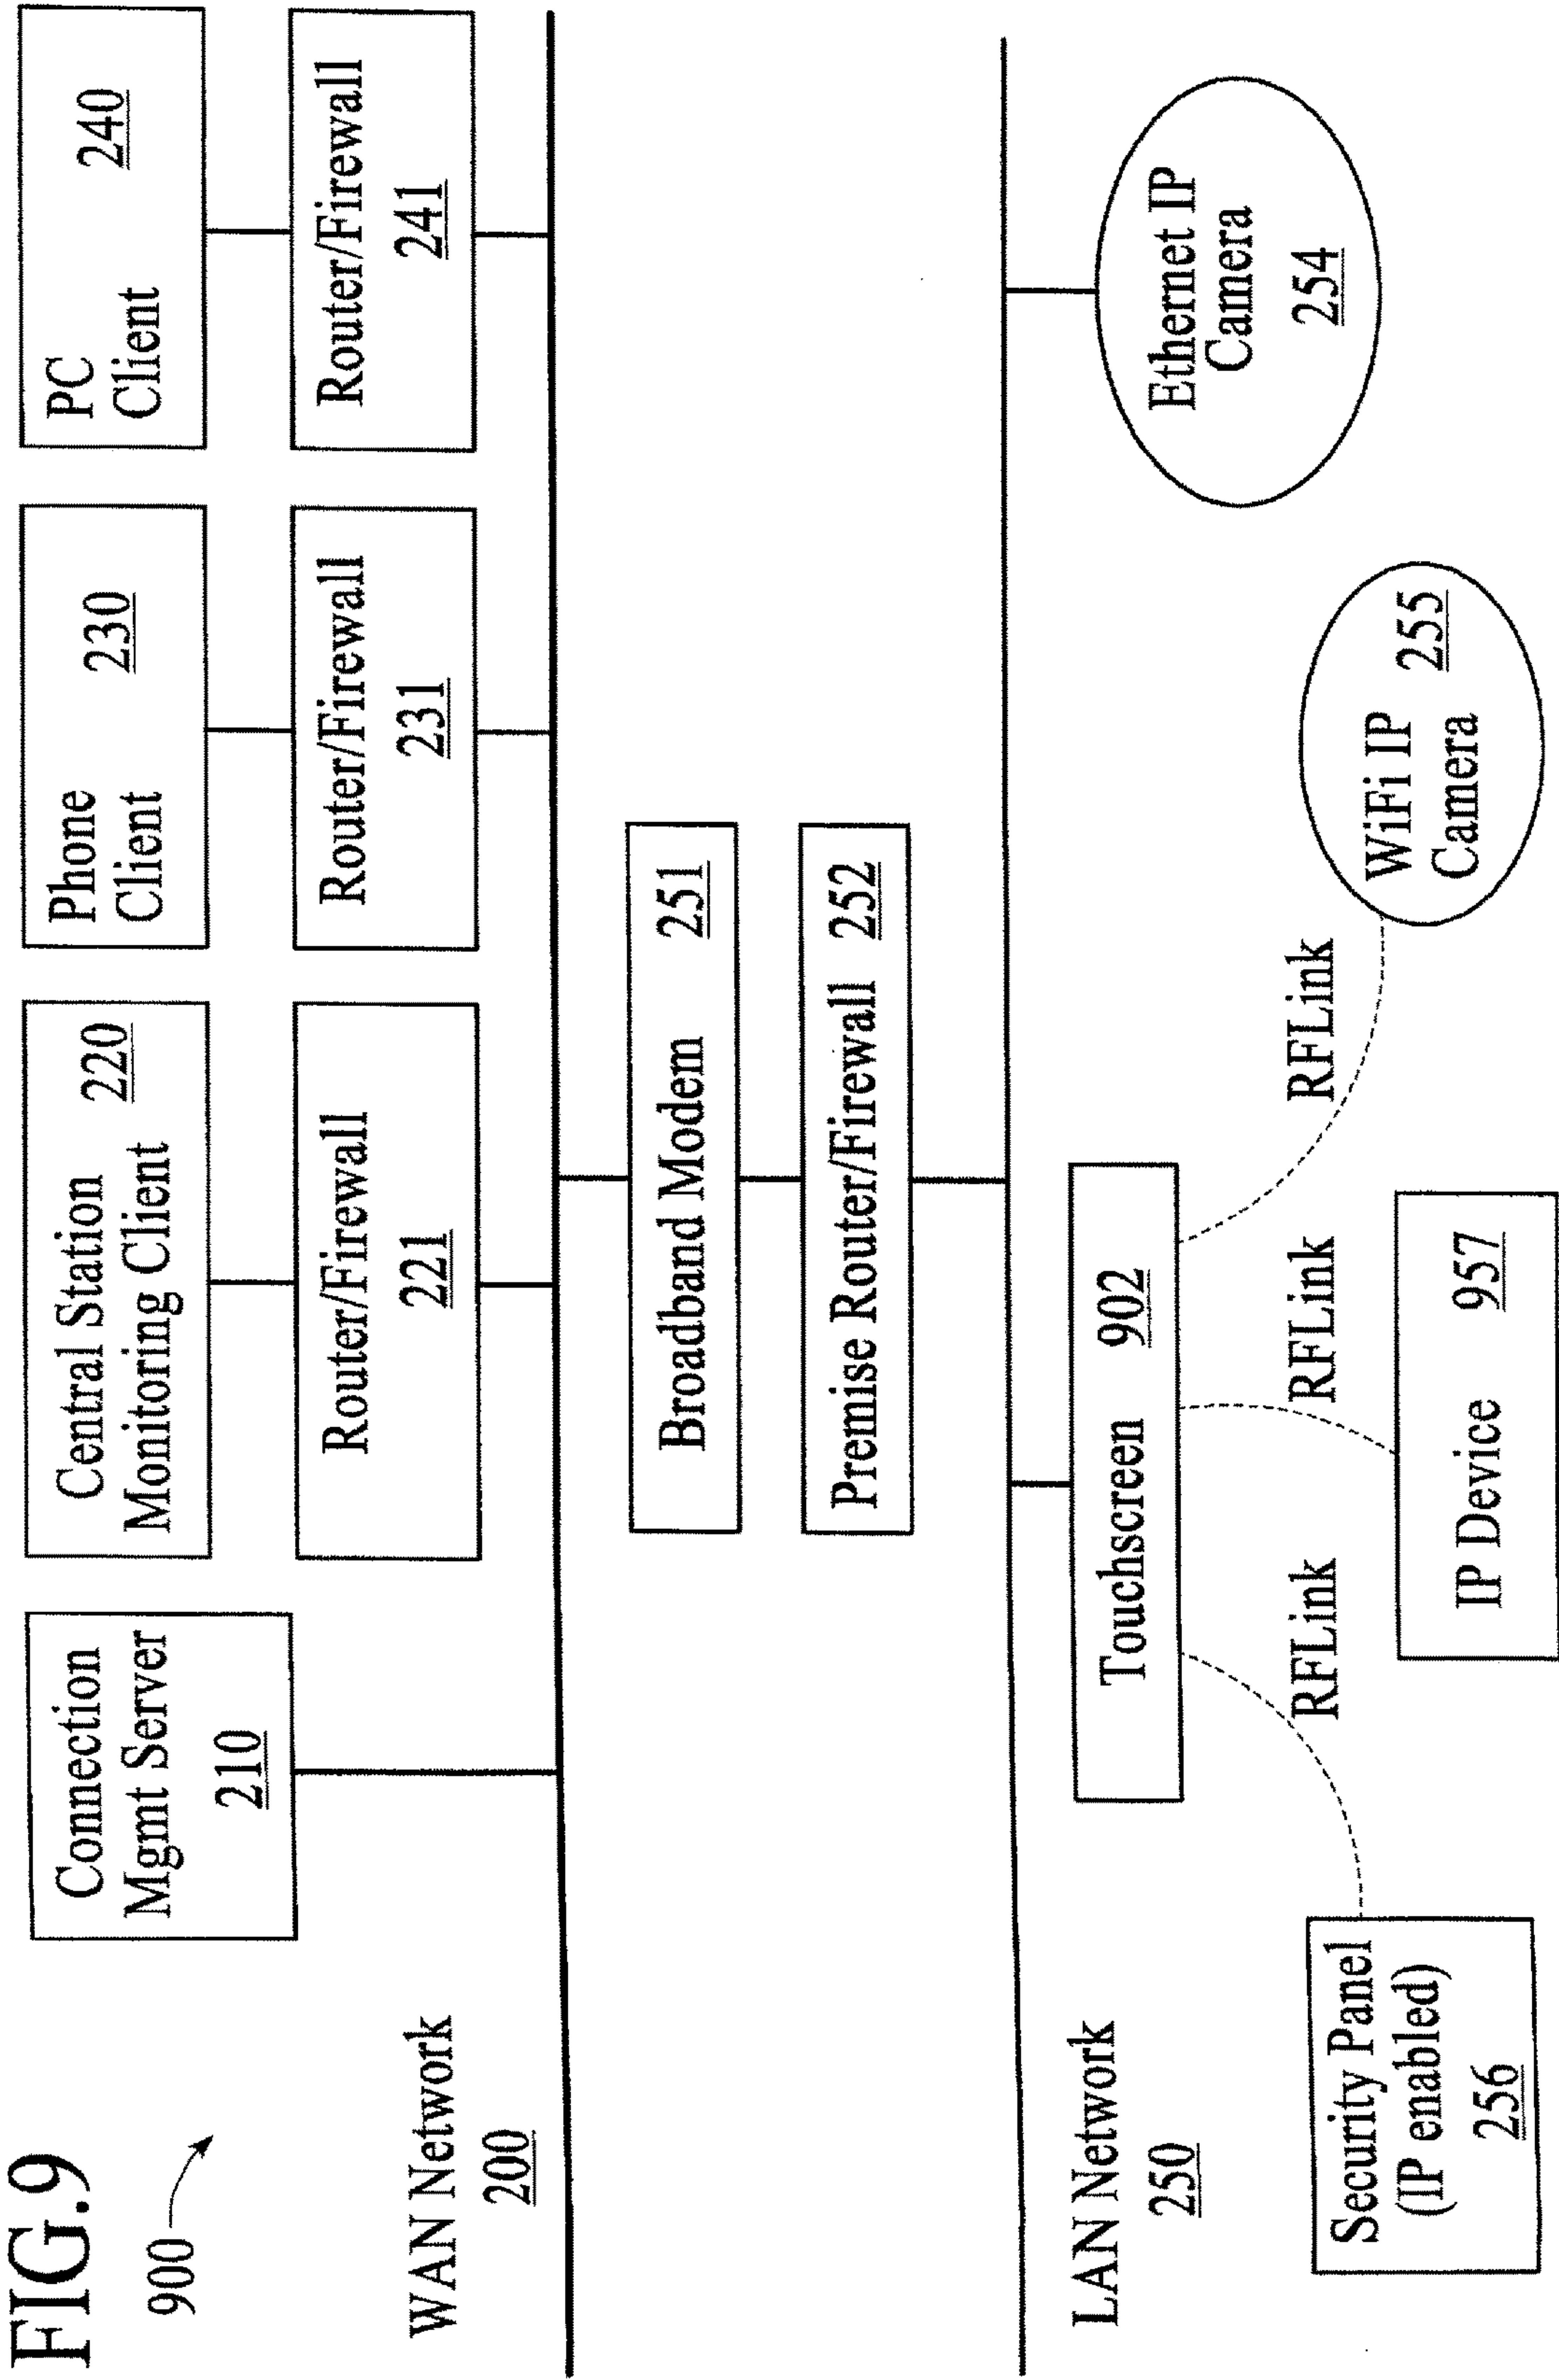 FIG.9
900
Connection
Mgmt Server
210
Central Station
Monitoring Client 220
Phone
Client 230
PC
Client 240
Router/Firewall
221
Router/Firewall
231
Router/Firewall
241
WAN Network
200
Broadband Modem 251
Premise Router/Firewall 252
LAN Network
250
Touchscreen 902
Ethernet IP
Camera
254
RFLink
RFLink
RFLink
Security Panel
(IP enabled)
256
IP Device 957
WiFi IP 255
Camera